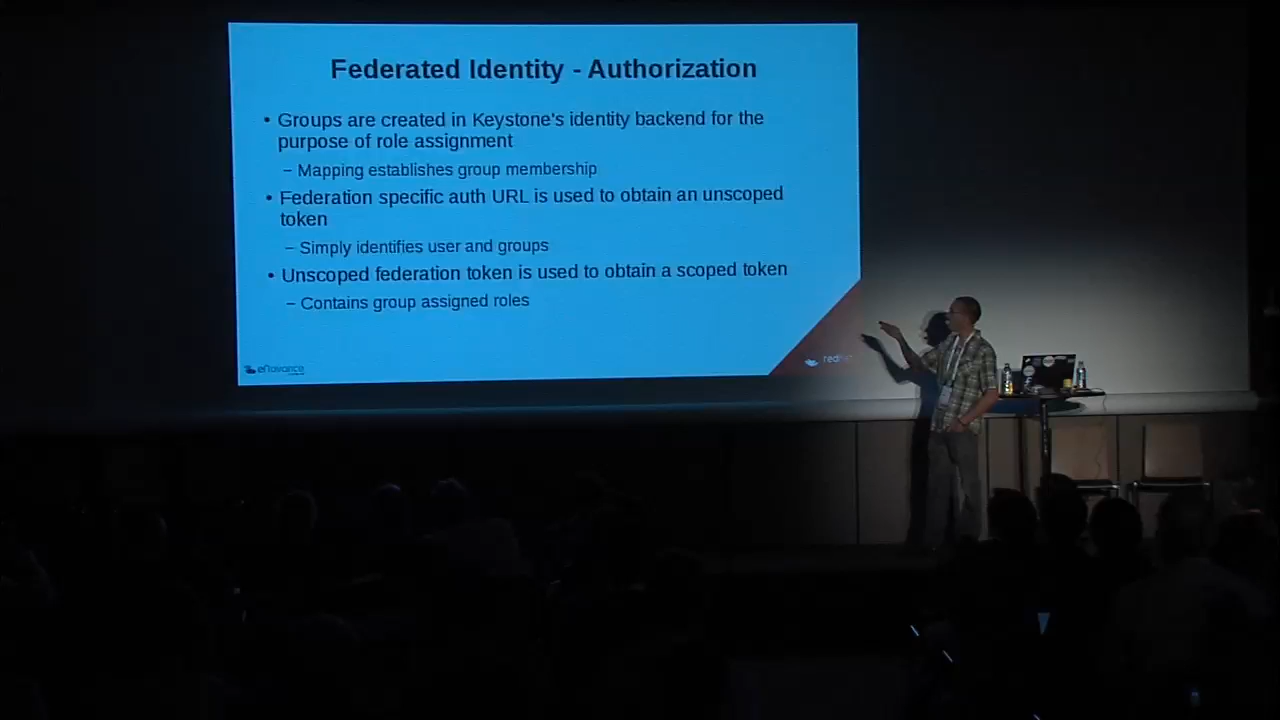 Federated Identity - Authorization
• Groups are created in Keystone's identity backend for the
purpose of role assignment
– Mapping establishes group membership
• Federation specific auth URL is used to obtain an unscoped
token
– Simply identifies user and groups
• Unscoped federation token is used to obtain a scoped token
– Contains group assigned roles
eNovance